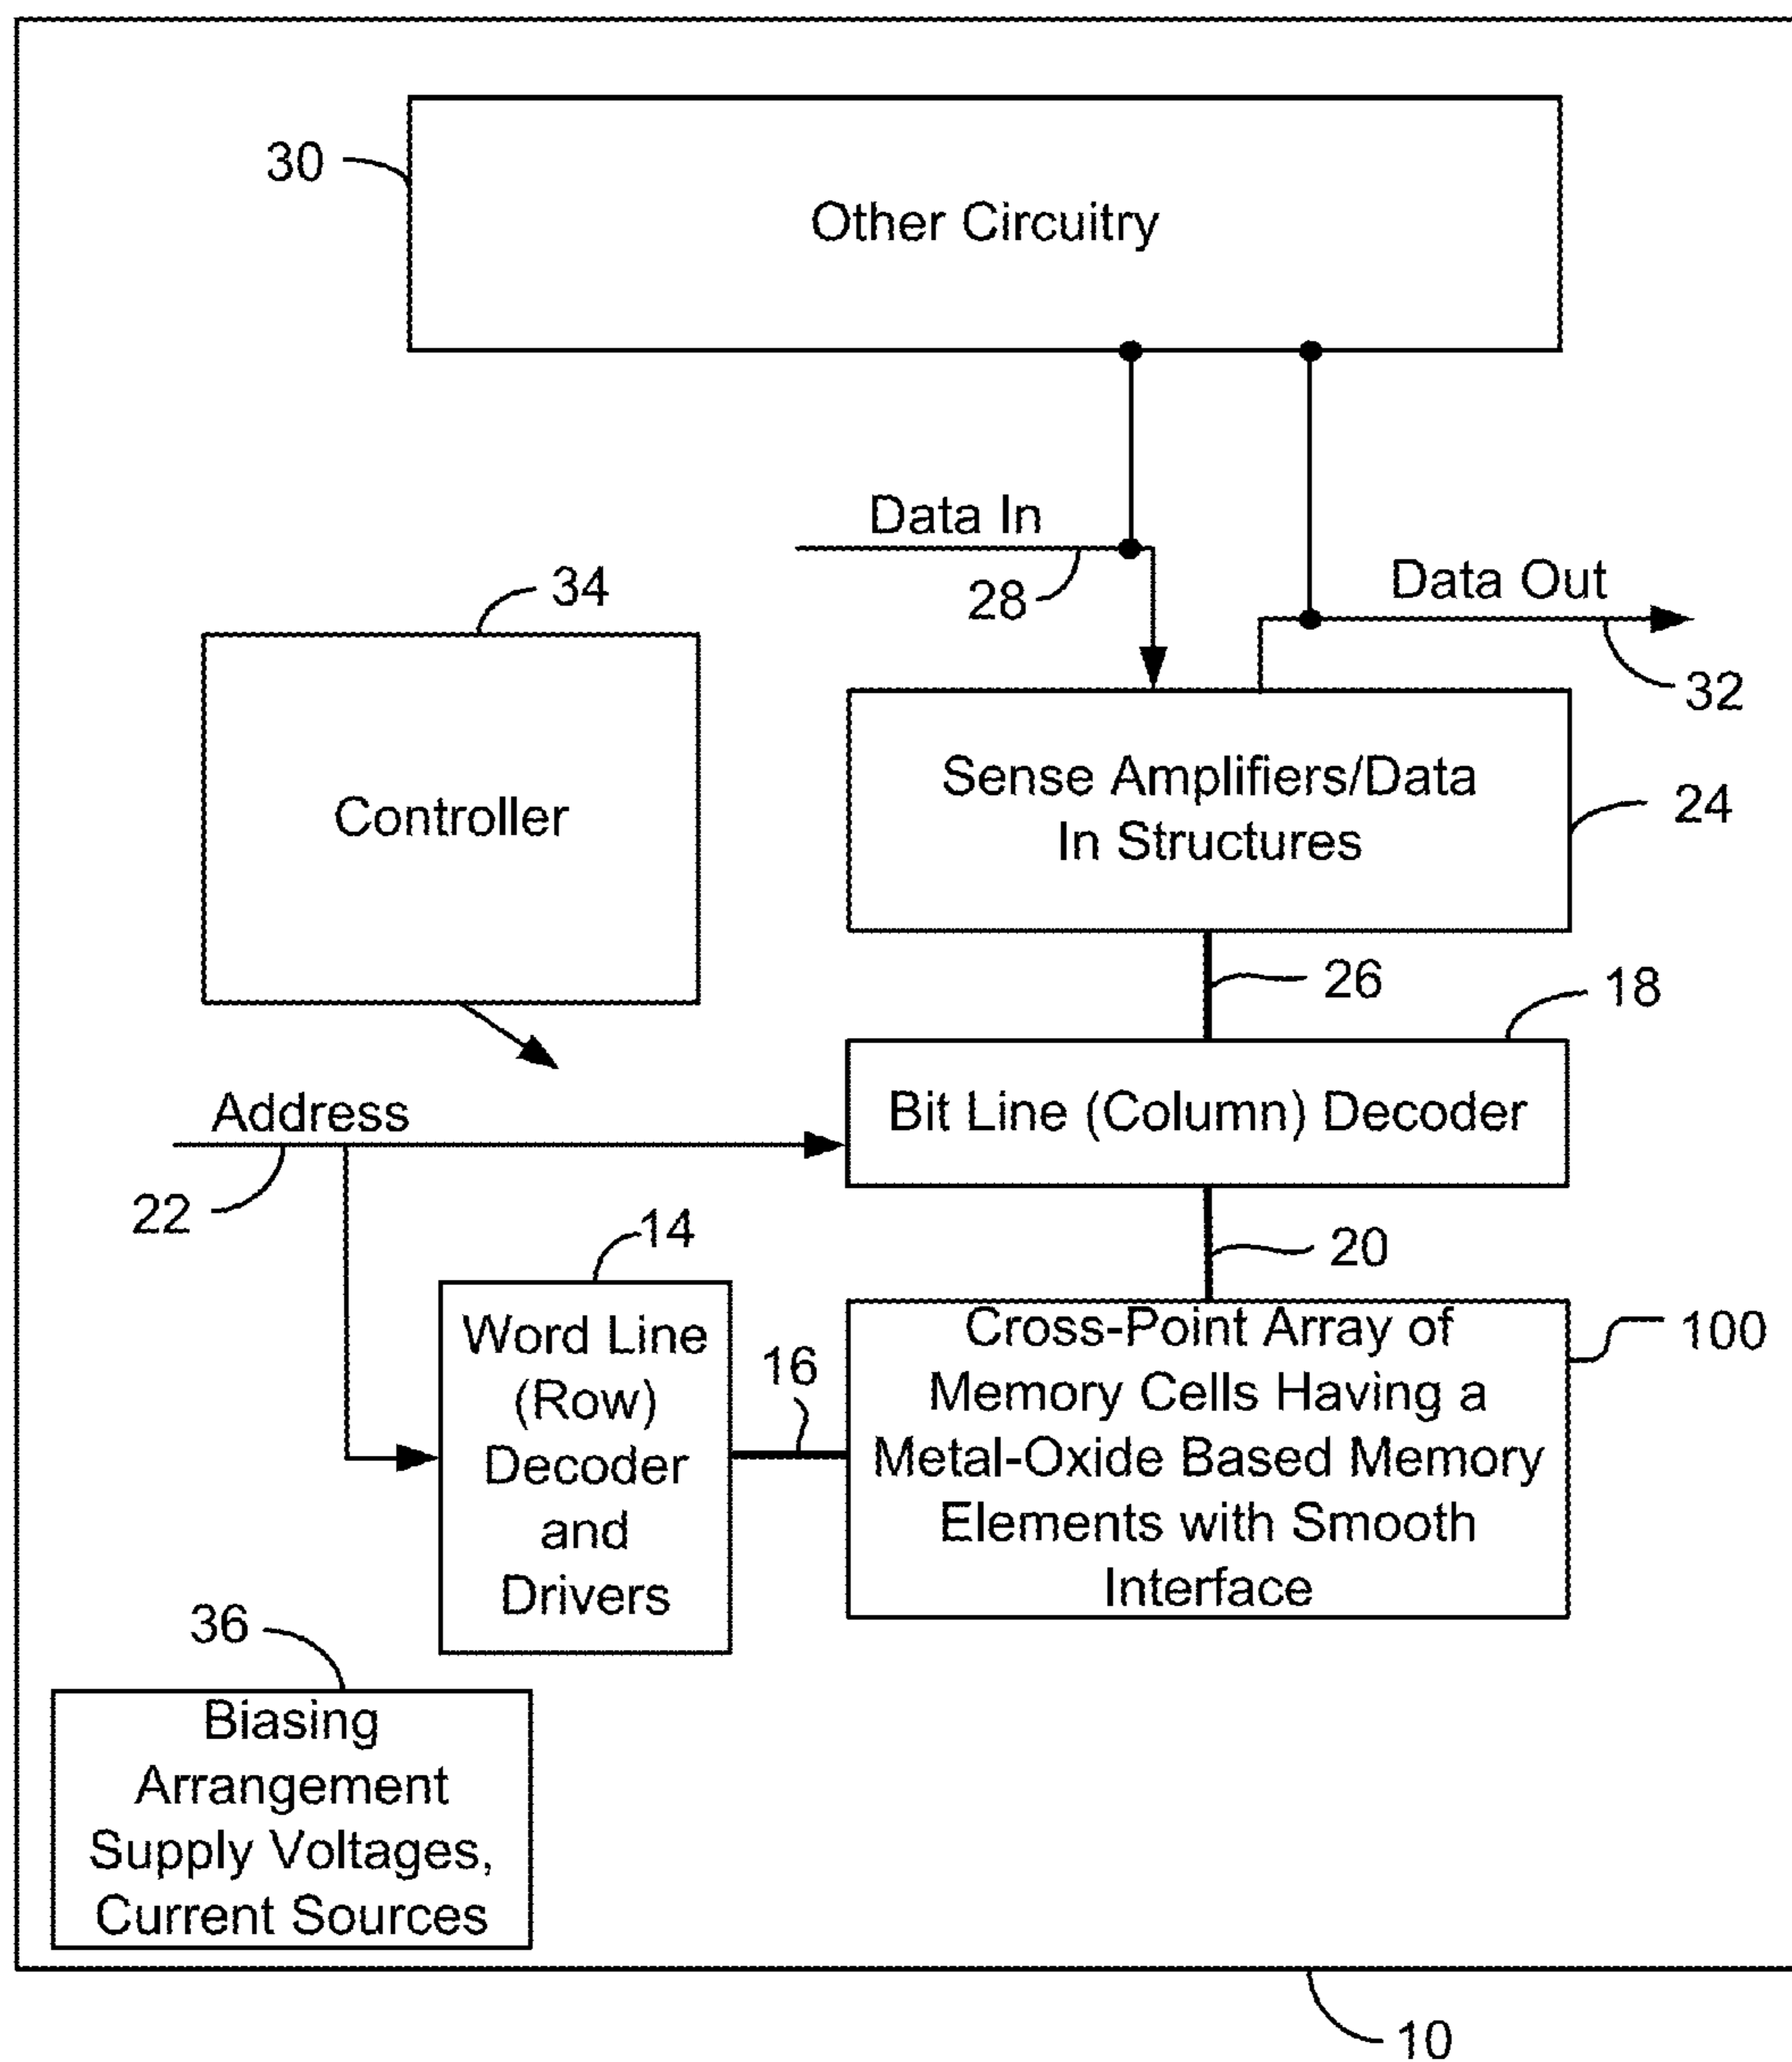 30
Other Circuitry
Data In
28
34
Data Out
32
Controller
Sense Amplifiers/Data
In Structures
24
26
18
Address
Bit Line (Column) Decoder
22
14
20
Word Line
(Row)
Decoder
and
Drivers
16
Cross-Point Array of
Memory Cells Having a
Metal-Oxide Based Memory
Elements with Smooth
Interface
100
36
Biasing
Arrangement
Supply Voltages,
Current Sources
10